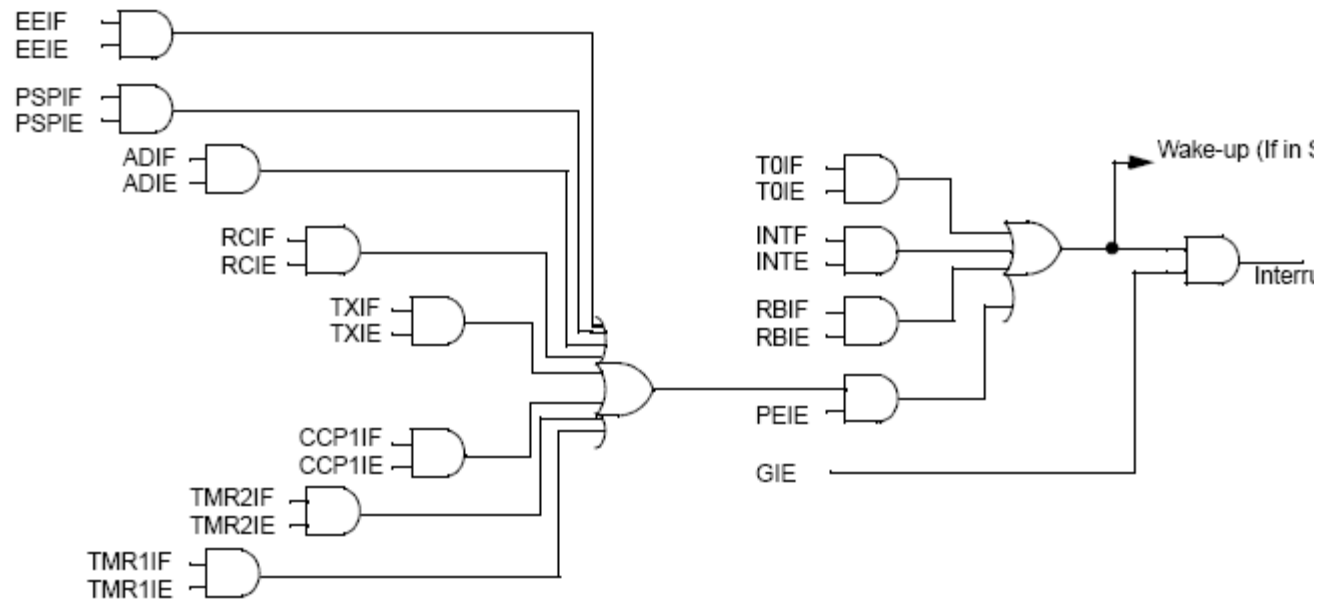 EEIF
EEIE
PSPIF
PSPIE
ADIF
ADIE
RCIF
RCIE
TXIF
TXIE
CCP1IF
CCP1IE
TMR2IF
TMR2IE
TMR1IF
TMR1IE
T0IF
T0IE
INTF
INTE
RBIF
RBIE
PEIE
GIE
Wake-up (If in